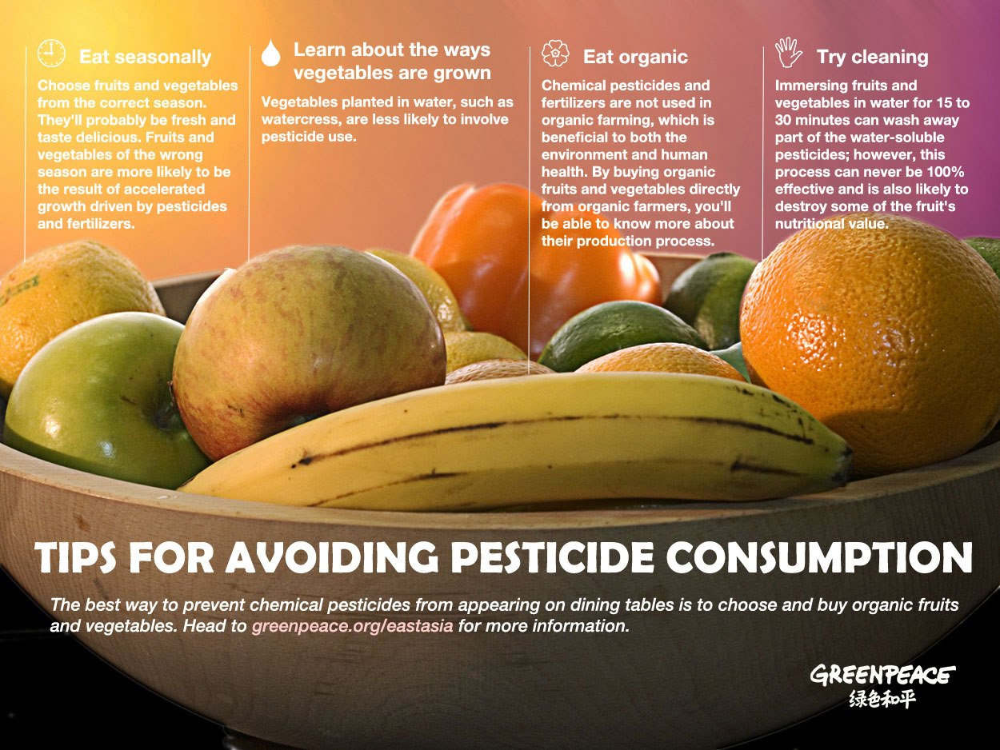 Eat seasonally
Choose fruits and vegetables
from the correct season.
They'll probably be fresh and
taste delicious. Fruits and
vegetables of the wrong
season are more likely to be
the result of accelerated
growth driven by pesticides
and fertilizers.
Learn about the ways
vegetables are grown
Vegetables planted in water, such as
watercress, are less likely to involve
pesticide use.
Eat organic
Chemical pesticides and
fertilizers are not used in
organic farming, which is
beneficial to both the
environment and human
health. By buying organic
fruits and vegetables directly
from organic farmers, you'll
be able to know more about
their production process.
Try cleaning
Immersing fruits and
vegetables in water for 15 to
30 minutes can wash away
part of the water-soluble
pesticides; however, this
process can never be 100%
effective and is also likely to
destroy some of the fruit's
nutritional value.
TIPS FOR AVOIDING PESTICIDE CONSUMPTION
The best way to prevent chemical pesticides from appearing on dining tables is to choose and buy organic fruits
and vegetables. Head to greenpeace.org/eastasia for more information.
GREENPEACE
绿色和平